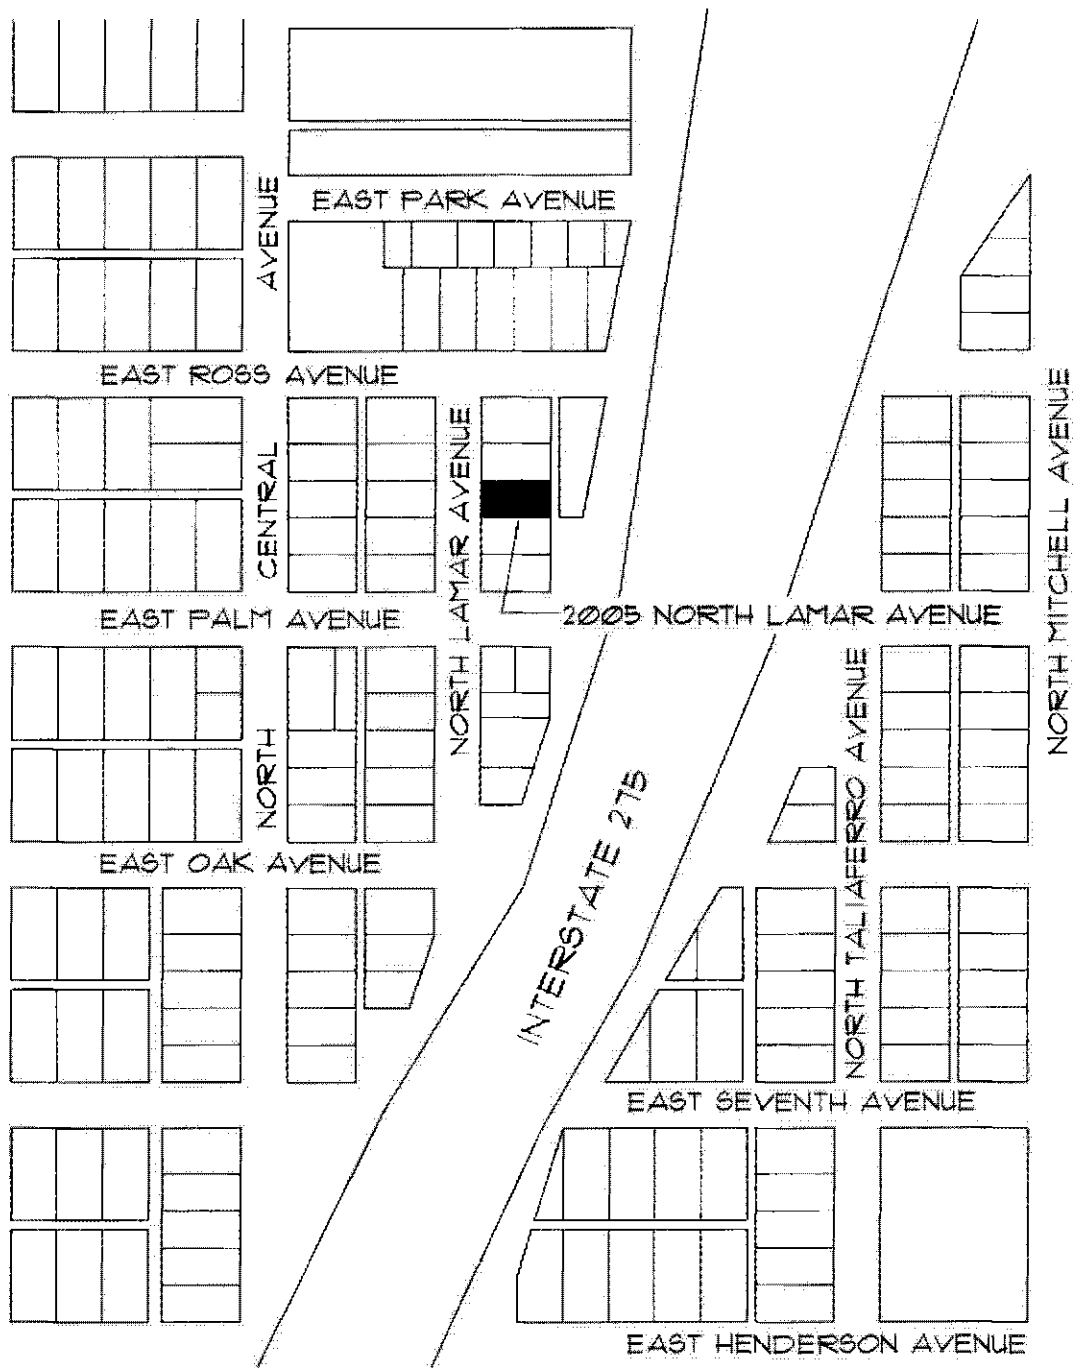 EAST PARK AVENUE
NORTH CENTRAL AVENUE
EAST ROSS AVENUE
NORTH LAMAR AVENUE
NORTH MITCHELL AVENUE
EAST PALM AVENUE
2005 NORTH LAMAR AVENUE
NORTH TALIAFERRO AVENUE
INTERSTATE 275
EAST OAK AVENUE
EAST SEVENTH AVENUE
EAST HENDERSON AVENUE